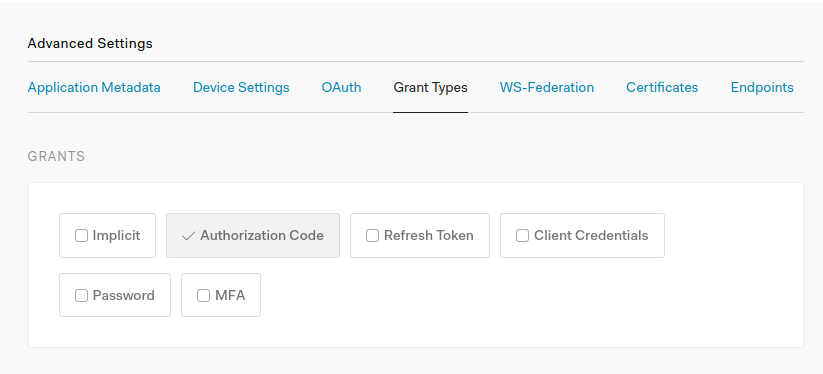 Advanced Settings
Application Metadata Device Settings OAuth Grant Types WS-Federation Certificates Endpoints
GRANTS
Implicit Authorization Code Refresh Token Client Credentials
Password MFA